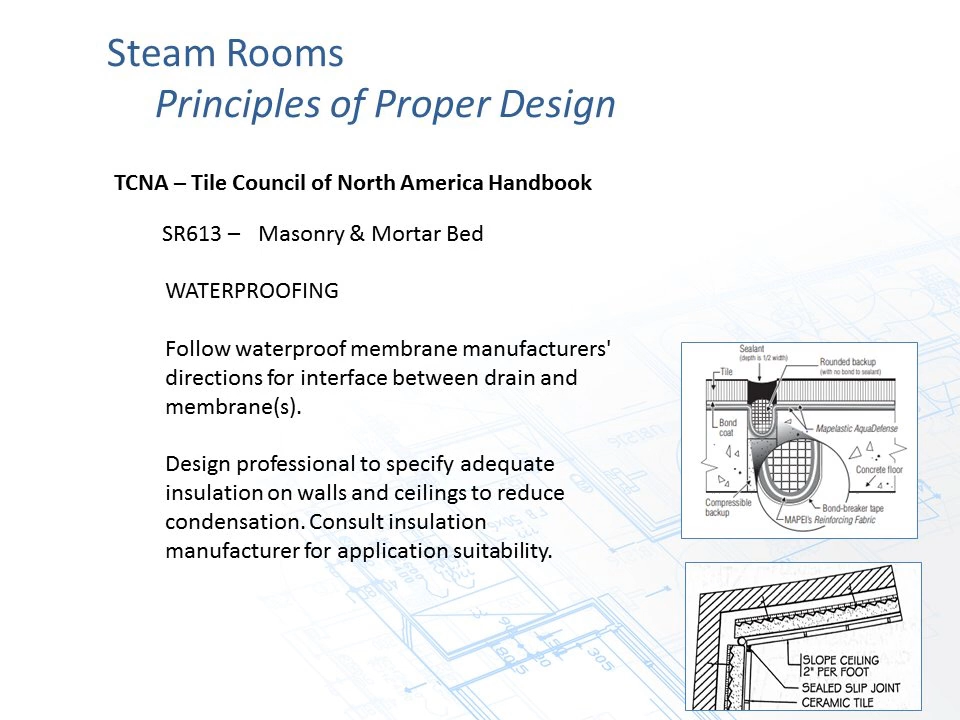 Steam Rooms
Principles of Proper Design
TCNA – Tile Council of North America Handbook
SR613 – Masonry & Mortar Bed
WATERPROOFING
Follow waterproof membrane manufacturers'
directions for interface between drain and
membrane(s).
Design professional to specify adequate
insulation on walls and ceilings to reduce
condensation. Consult insulation
manufacturer for application suitability.
Sealant
(depth is 1/2 width)
Rounded backup
(with no bond to sealant)
Tile
Bond
coat
Mapelastic AquaDefense
Concrete floor
Compressible
backup
Bond-breaker tape
MAPEI's Reinforcing Fabric
SLOPE CEILING
2" PER FOOT
SEALED SLIP JOINT
CERAMIC TILE
90
305